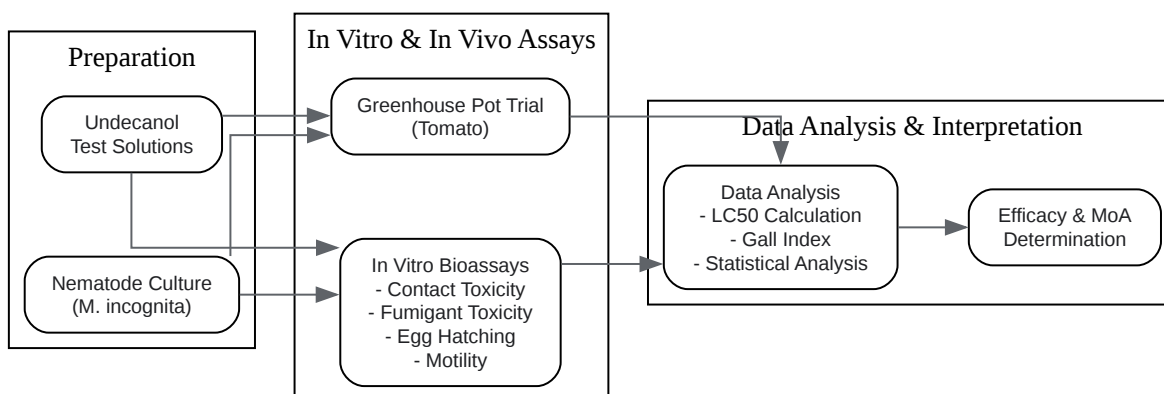 Preparation
Undecanol
Test Solutions
Nematode Culture
(M. incognita)
In Vitro & In Vivo Assays
Greenhouse Pot Trial
(Tomato)
In Vitro Bioassays
- Contact Toxicity
- Fumigant Toxicity
- Egg Hatching
- Motility
Data Analysis & Interpretation
Data Analysis
- LC50 Calculation
- Gall Index
- Statistical Analysis
Efficacy & MoA
Determination